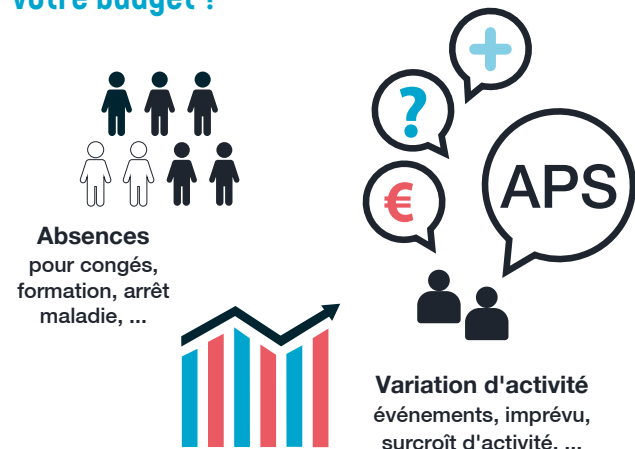 votre budget ?
+
?
€
APS
Absences
pour congés,
formation, arrêt
maladie, ...
Variation d'activité
événements, imprévu,
surcroît d'activité, ...